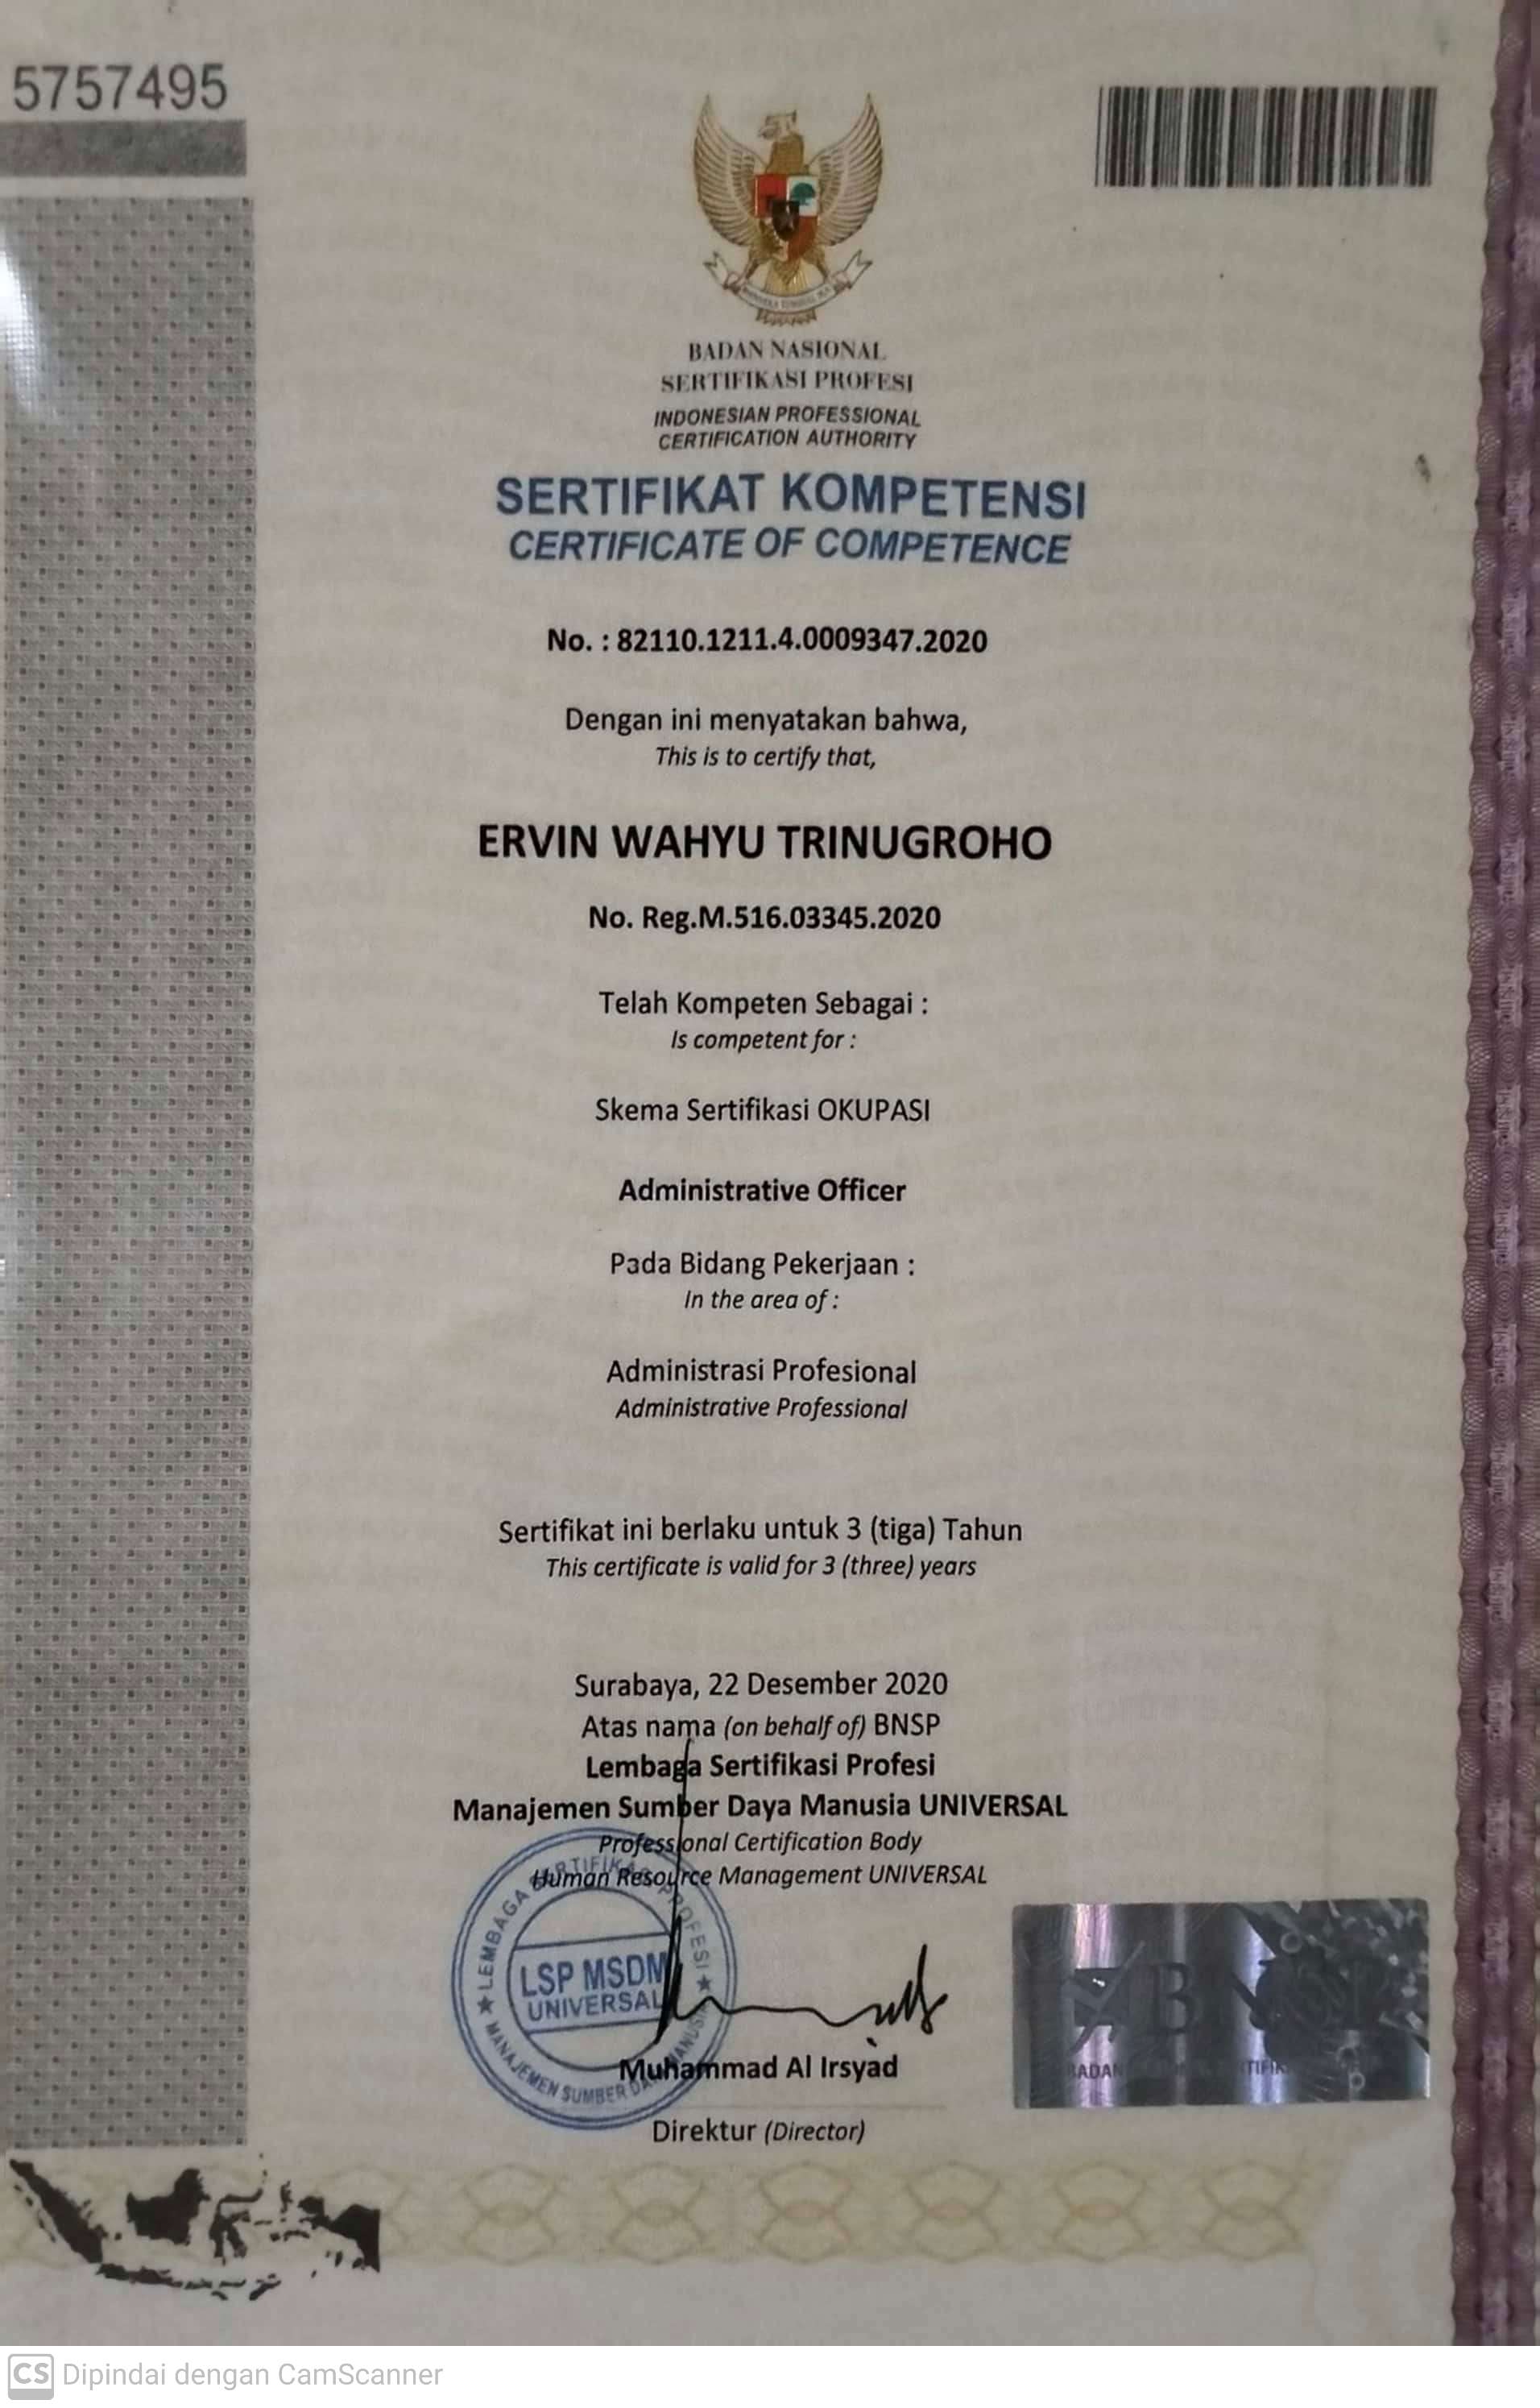 5757495
BADAN NASIONAL
SERTIFIKASI PROFESI
INDONESIAN PROFESSIONAL
CERTIFICATION AUTHORITY
SERTIFIKAT KOMPETENSI
CERTIFICATE OF COMPETENCE
No. : 82110.1211.4.0009347.2020
Dengan ini menyatakan bahwa,
This is to certify that,
ERVIN WAHYU TRINUGROHO
No. Reg.M.516.03345.2020
Telah Kompeten Sebagai :
Is competent for :
Skema Sertifikasi OKUPASI
Administrative Officer
Pada Bidang Pekerjaan :
In the area of :
Administrasi Profesional
Administrative Professional
Sertifikat ini berlaku untuk 3 (tiga) Tahun
This certificate is valid for 3 (three) years
Surabaya, 22 Desember 2020
Atas nama (on behalf of) BNSP
Lembaga Sertifikasi Profesi
Manajemen Sumber Daya Manusia UNIVERSAL
Professional Certification Body
Human Resource Management UNIVERSAL
LEMBAGA SERTIFIKASI PROFESI
MANAJEMEN SUMBER DAYA MANUSIA
LSP MSDM
UNIVERSAL
Muhammad Al Irsyad
Direktur (Director)
CS Dipindai dengan CamScanner